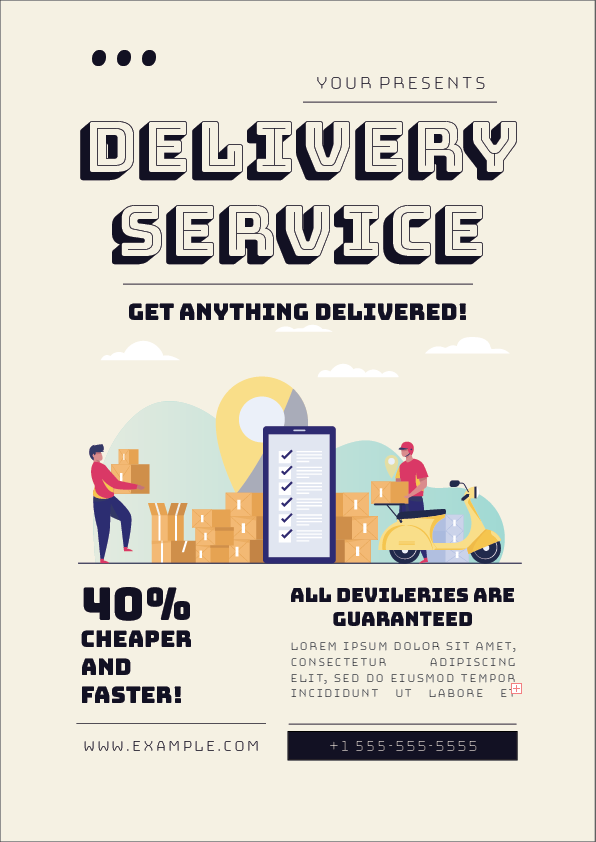 YOUR PRESENTS
DELIVERY
SERVICE
GET ANYTHING DELIVERED!
40%
CHEAPER
AND
FASTER!
ALL DEVILERIES ARE
GUARANTEED
LOREM IPSUM DOLOR SIT AMET,
CONSECTETUR ADIPISCING
ELIT, SED DO EIUSMOD TEMPOR
INCIDIDUNT UT LABORE ET
WWW.EXAMPLE.COM
+1 555-555-5555